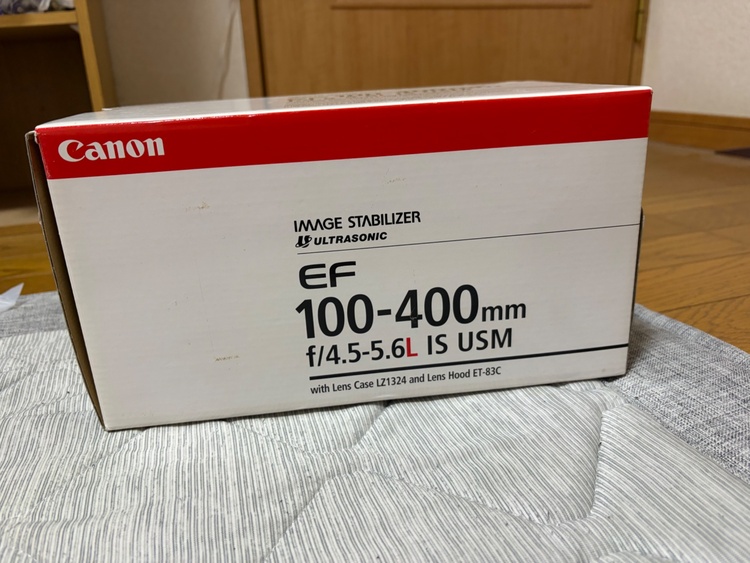 Canon
IMAGE STABILIZER
ULTRASONIC
EF
100-400mm
f/4.5-5.6L IS USM
with Lens Case LZ1324 and Lens Hood ET-83C